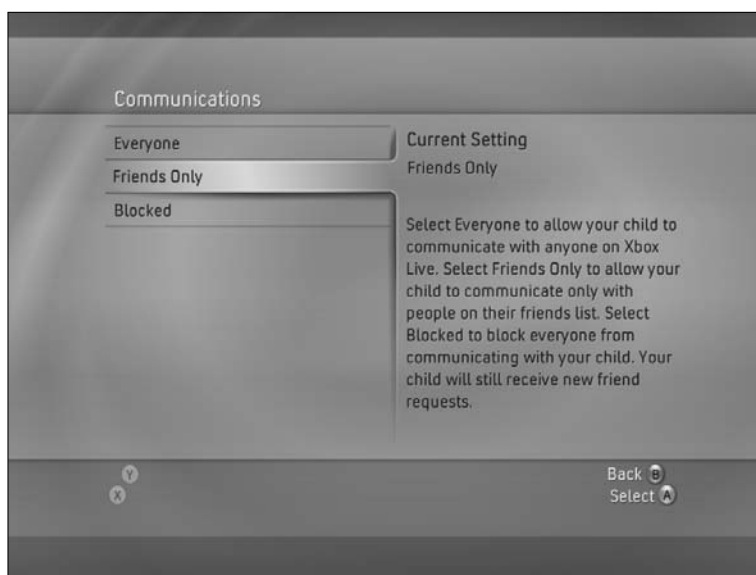 Communications
Everyone
Friends Only
Blocked
Current Setting
Friends Only
Select Everyone to allow your child to
communicate with anyone on Xbox
Live. Select Friends Only to allow your
child to communicate only with
people on their friends list. Select
Blocked to block everyone from
communicating with your child. Your
child will still receive new friend
requests.
Y
X
Back B
Select A